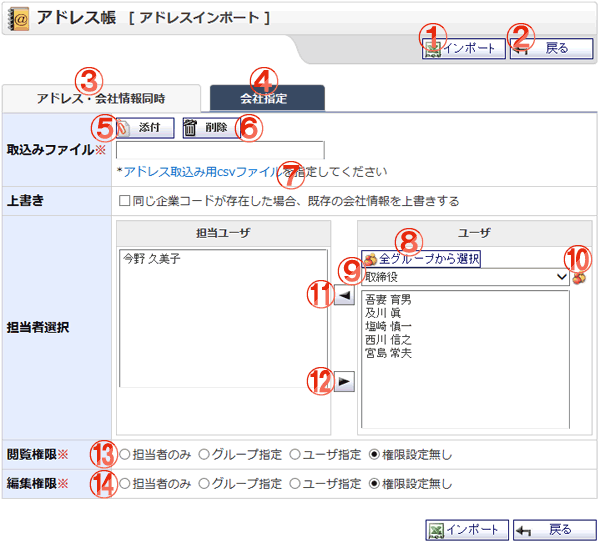 アドレス帳 [ アドレスインポート ]
① インポート ② 戻る
③ ④
アドレス・会社情報同時 会社指定
⑤ 添付 削除 ⑥
取込みファイル※
*アドレス取込み用csvファイルを指定してください
⑦
上書き 同じ企業コードが存在した場合、既存の会社情報を上書きする
担当ユーザ ユーザ
⑧
今野 久美子 全グループから選択
⑨ 取締役 ⑩
⑪ 吾妻 育男
及川 眞
塩崎 慎一
担当者選択 西川 信之
宮島 常夫
⑫
閲覧権限※ ⑬ 担当者のみ グループ指定 ユーザ指定 権限設定無し
編集権限※ ⑭ 担当者のみ グループ指定 ユーザ指定 権限設定無し
インポート 戻る